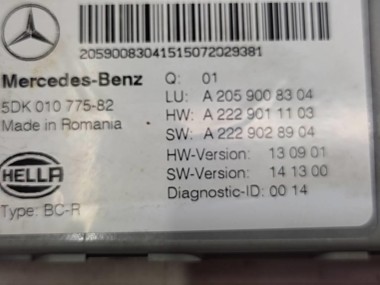 20590083041515072029381
Mercedes-Benz Q: 01
5DK 010 775-82 LU: A 205 900 83 04
Made in Romania HW: A 222 901 11 03
SW: A 222 902 89 04
HELLA HW-Version: 13 09 01
SW-Version: 14 13 00
Type: BC-R Diagnostic-ID: 00 14